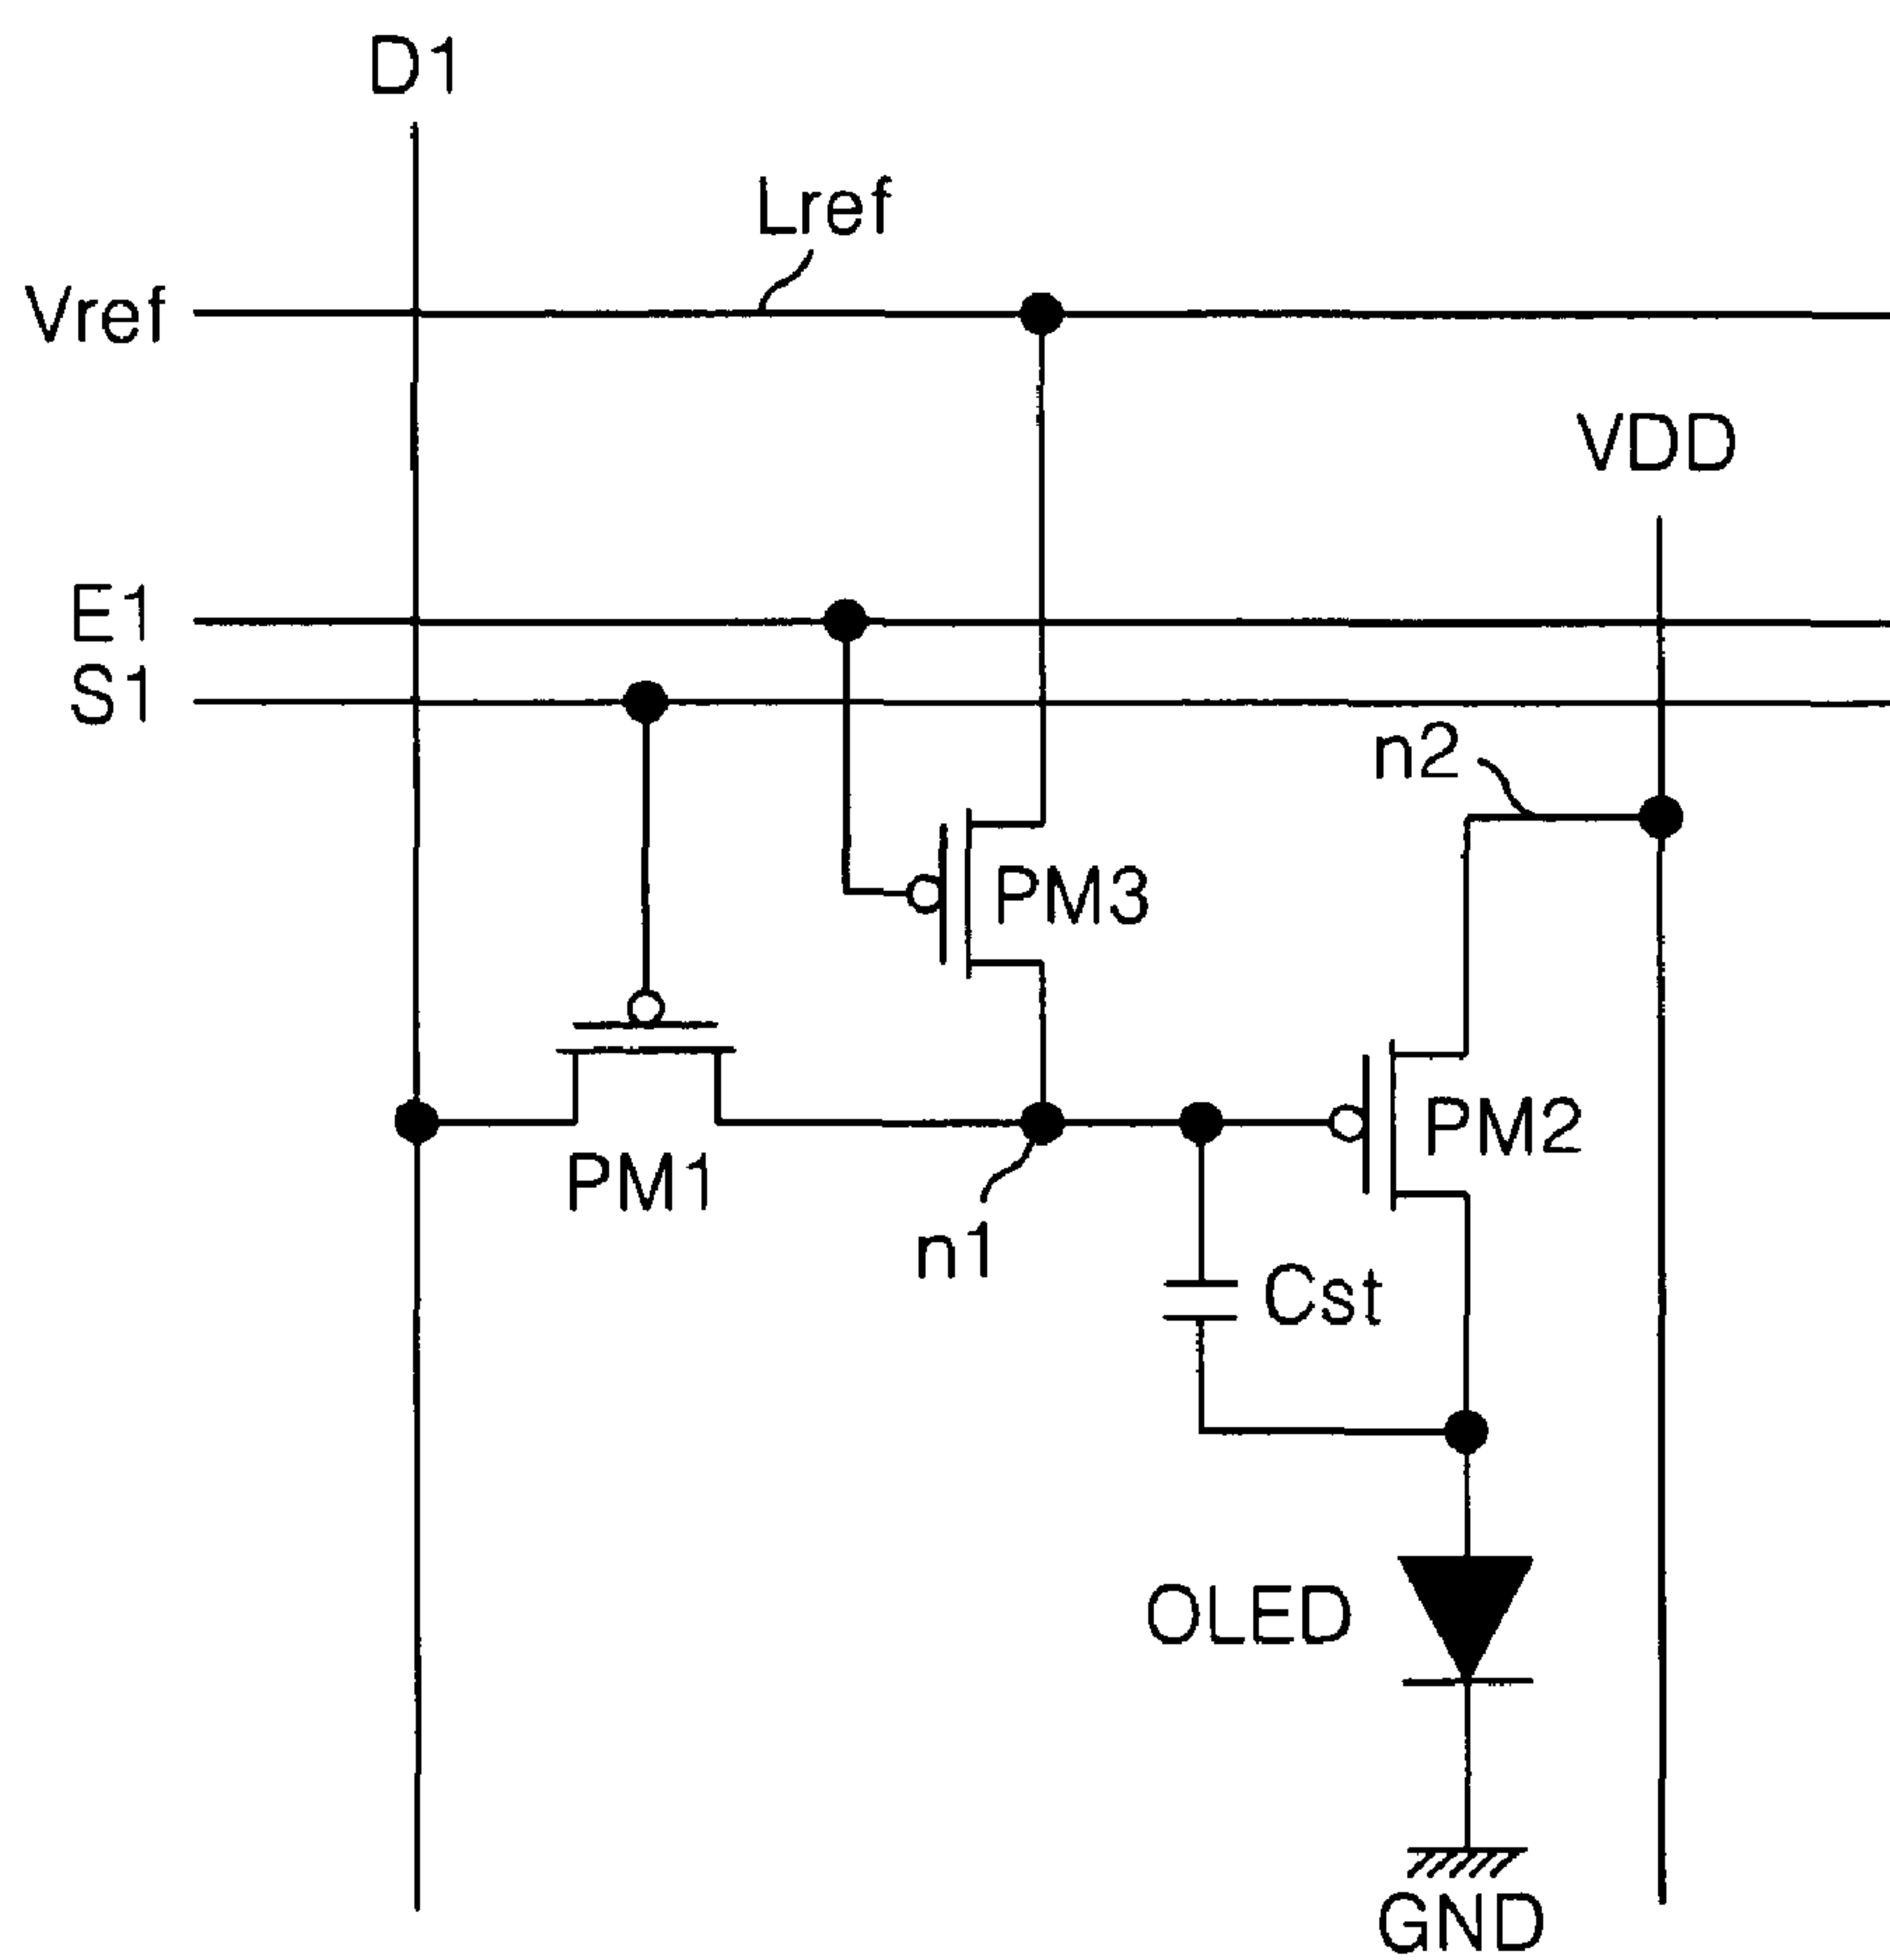 D1
Lref
Vref
VDD
E1
S1
n2
PM3
PM2
PM1
n1
Cst
OLED
GND